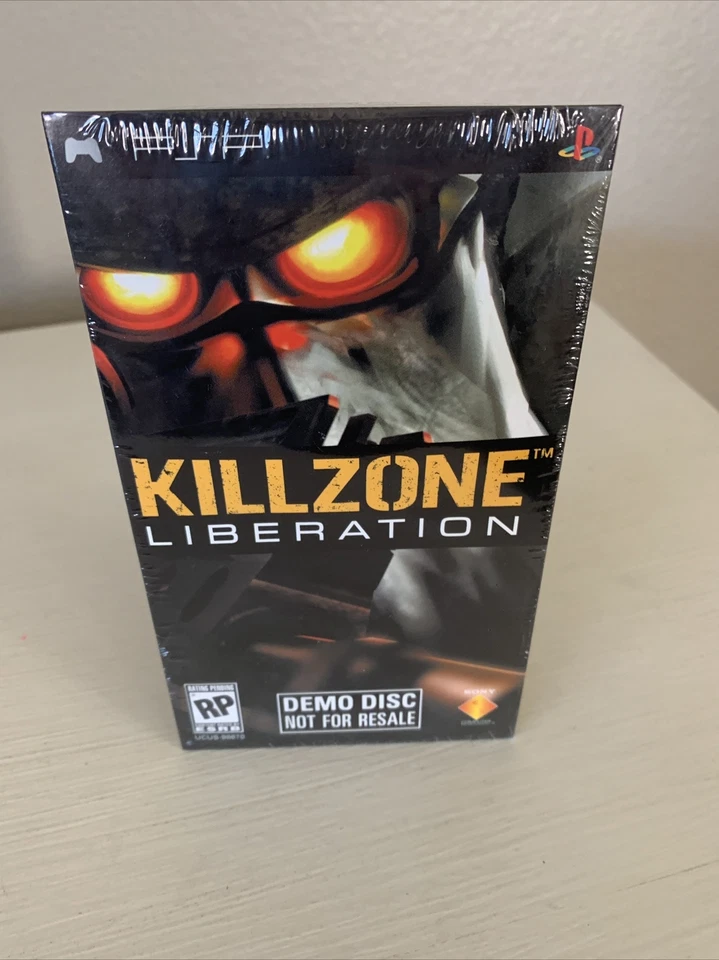 KILLZONE™
LIBERATION
RATING PENDING
RP
ESRB
DEMO DISC
NOT FOR RESALE
SONY